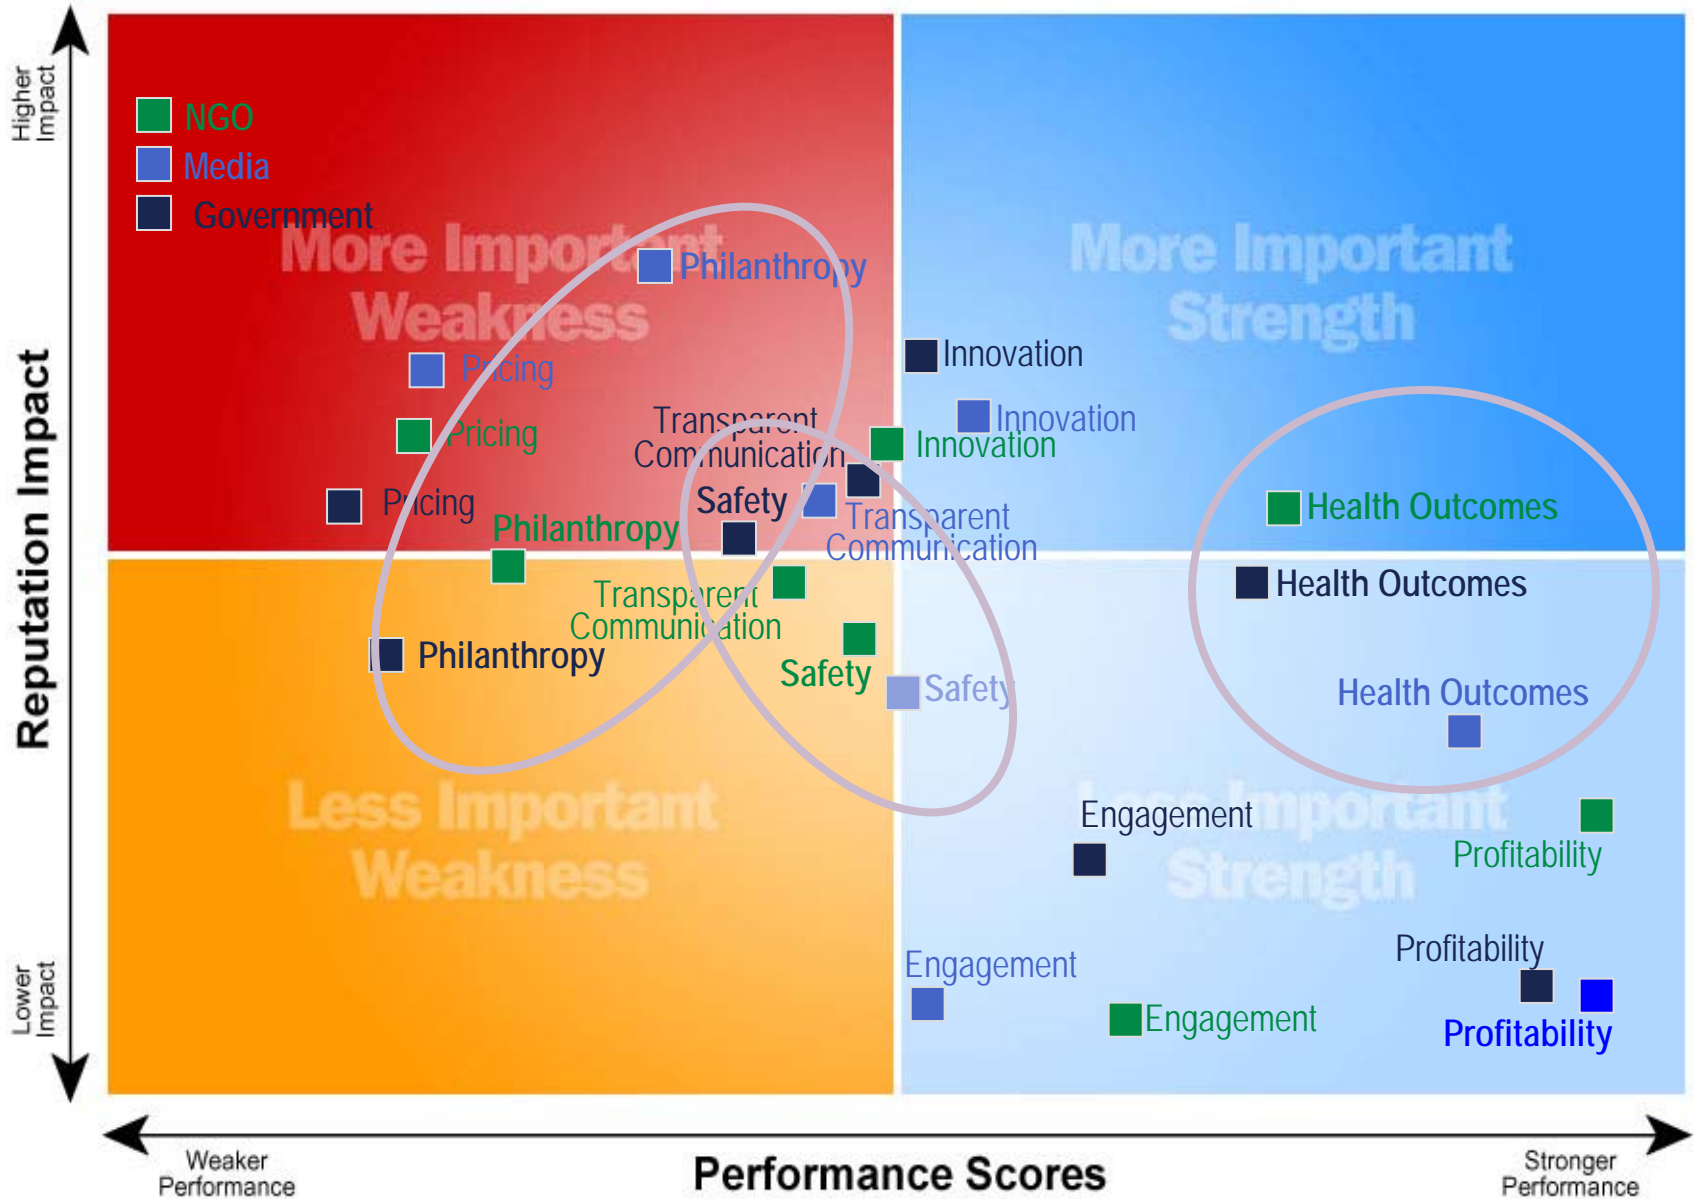 Higher
Impact
NGO
Media
Government
More Important
Weakness
More Important
Strength
Philanthropy
Pricing
Pricing
Pricing
Innovation
Innovation
Innovation
Transparent
Communication
Safety
Transparent
Communication
Philanthropy
Health Outcomes
Health Outcomes
Health Outcomes
Transparent
Communication
Philanthropy
Safety
Safety
Reputation Impact
Less Important
Weakness
Less Important
Strength
Engagement
Profitability
Profitability
Engagement
Engagement
Profitability
Lower
Impact
Weaker
Performance
Performance Scores
Stronger
Performance